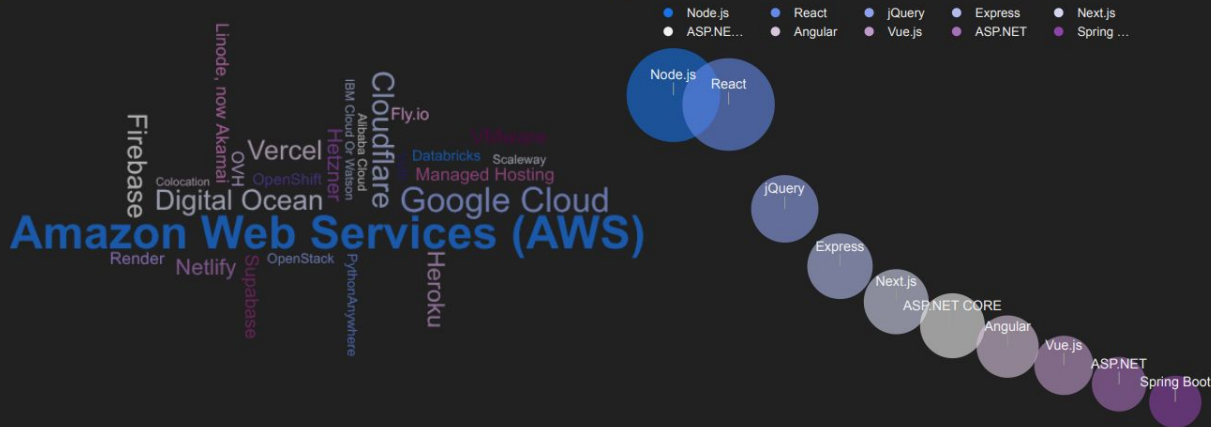 Node.js
React
jQuery
Express
Next.js
ASP.NE...
Angular
Vue.js
ASP.NET
Spring ...
Linode, now Akamai
IBM Cloud Or Watson
Alibaba Cloud
Cloudflare
Fly.io
Firebase
OVH
Vercel
Hetzner
VMware
Databricks
Scaleway
Colocation
OpenShift
Managed Hosting
Digital Ocean
Google Cloud
Amazon Web Services (AWS)
Render
Netlify
Supabase
OpenStack
PythonAnywhere
Heroku
Node.js
React
jQuery
Express
Next.js
ASP.NET CORE
Angular
Vue.js
ASP.NET
Spring Boot